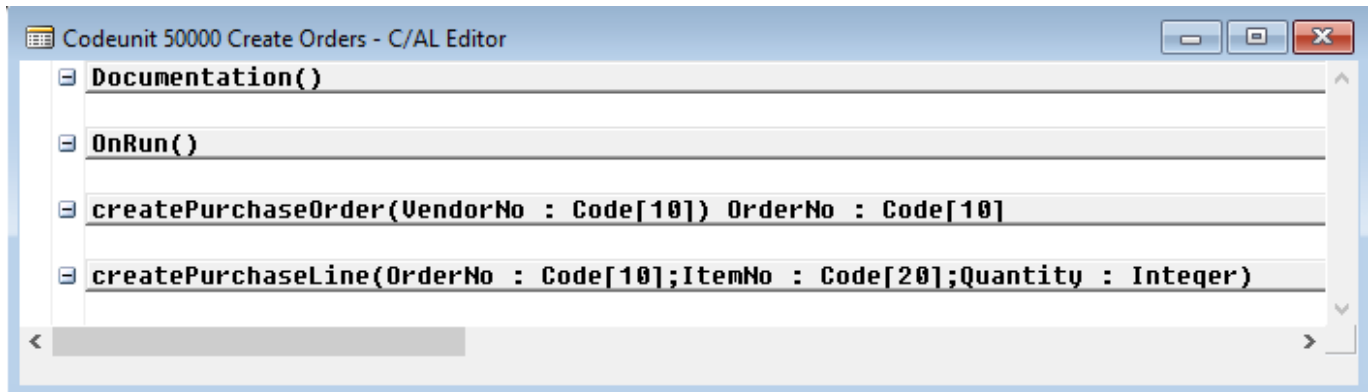 Codeunit 50000 Create Orders - C/AL Editor
Documentation()
OnRun()
createPurchaseOrder(VendorNo : Code[10]) OrderNo : Code[10]
createPurchaseLine(OrderNo : Code[10];ItemNo : Code[20];Quantity : Integer)